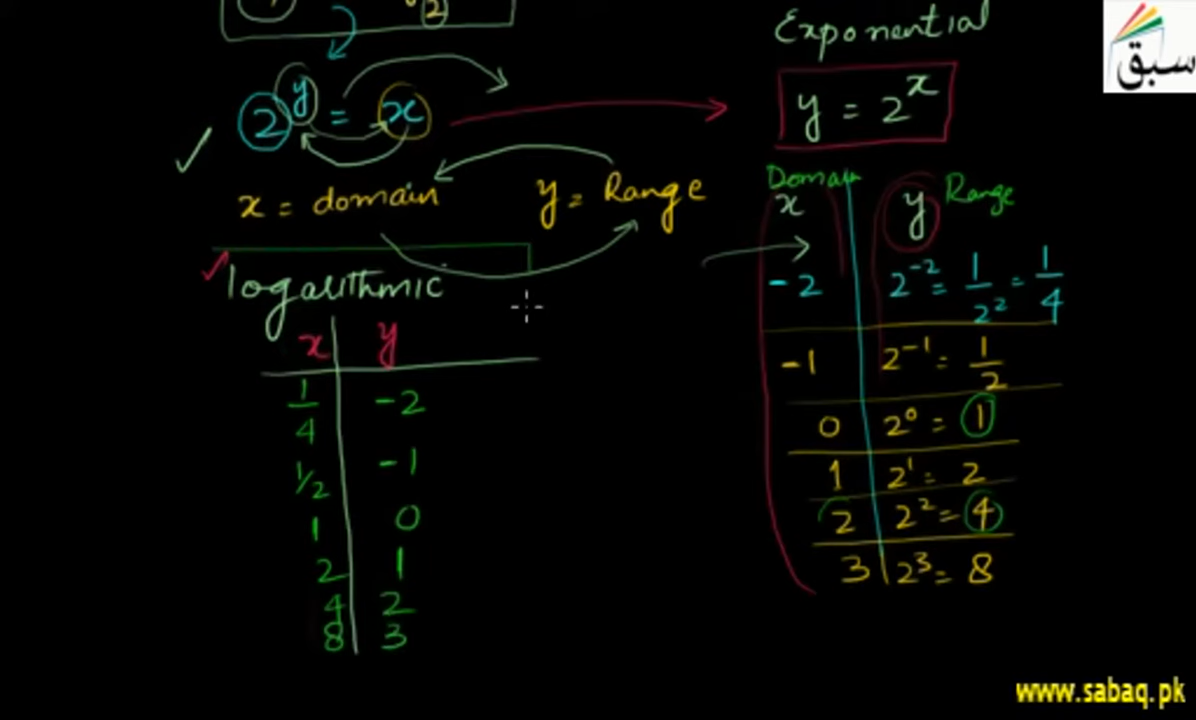 2
2^y = x
x = domain
y = Range
logarithmic
x y
1/4 -2
1/2 -1
1 0
2 1
4 2
8 3
Exponential
y = 2^x
Domain Range
x y
-2 2^-2 = 1/2^2 = 1/4
-1 2^-1 = 1/2
0 2^0 = 1
1 2^1 = 2
2 2^2 = 4
3 2^3 = 8
سبق
www.sabaq.pk